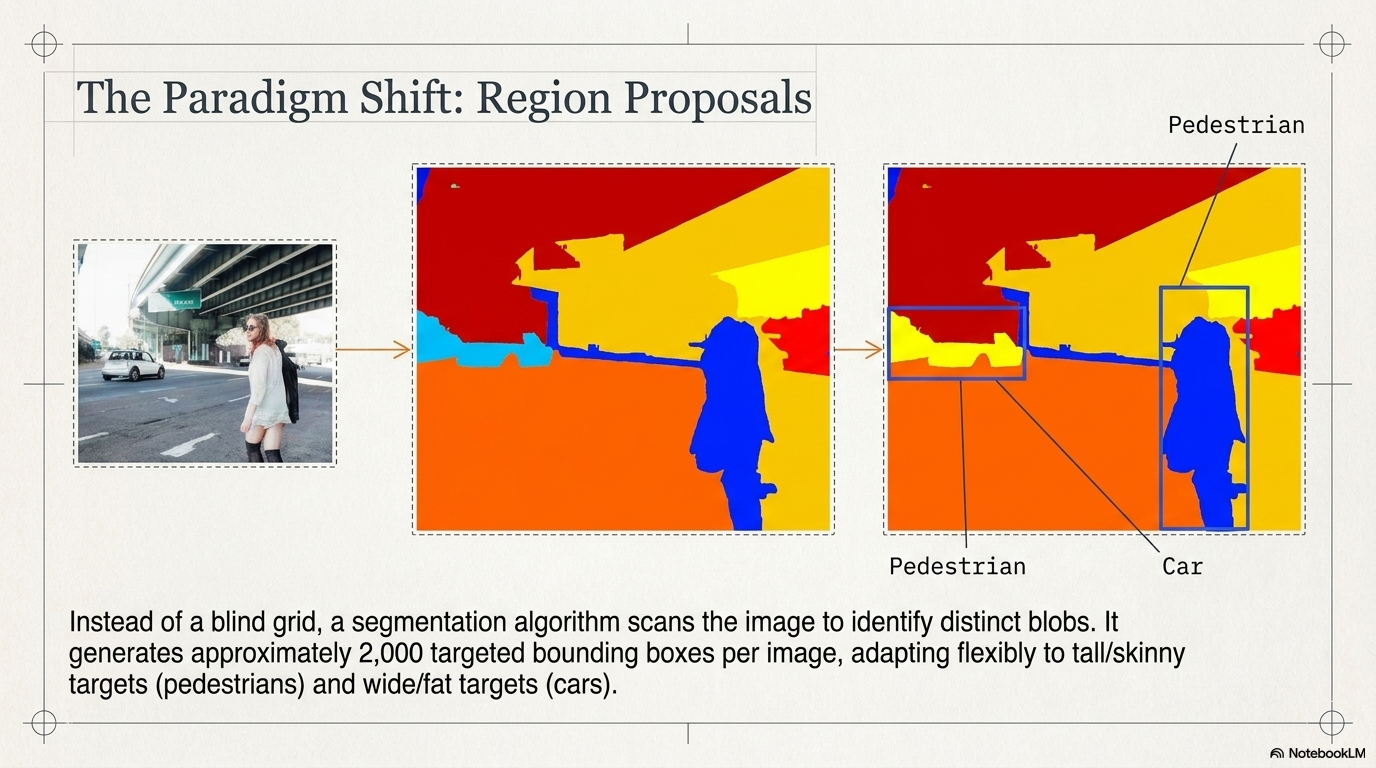 The Paradigm Shift: Region Proposals
Pedestrian
Pedestrian
Car
Instead of a blind grid, a segmentation algorithm scans the image to identify distinct blobs. It
generates approximately 2,000 targeted bounding boxes per image, adapting flexibly to tall/skinny
targets (pedestrians) and wide/fat targets (cars).
NotebookLM